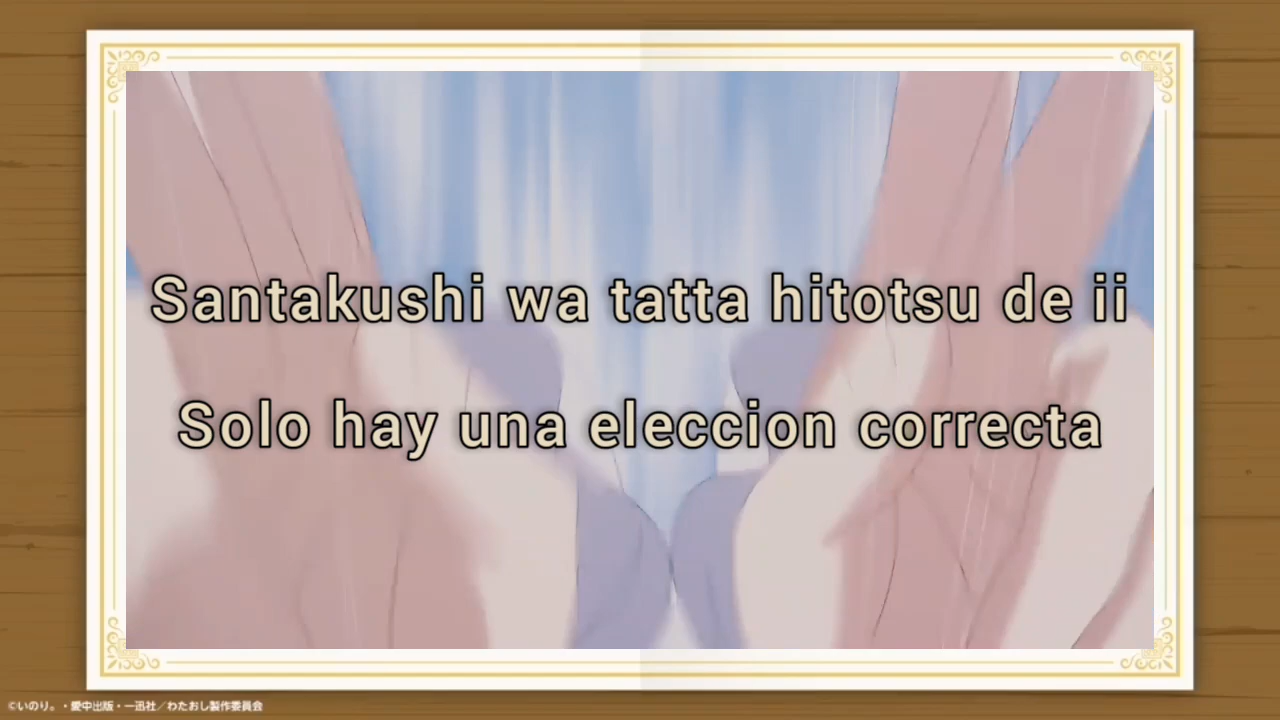 Santakushi wa tatta hitotsu de ii
Solo hay una eleccion correcta
©いのり。・愛中出版・一迅社／わたおし製作委員会